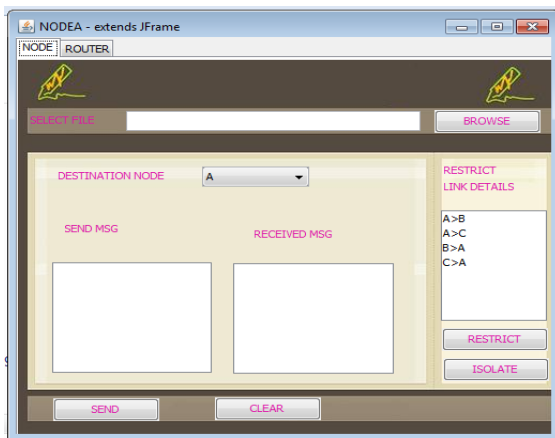 NODEA - extends JFrame
NODE ROUTER
SELECT FILE BROWSE
DESTINATION NODE A
RESTRICT
LINK DETAILS
SEND MSG
RECEIVED MSG
A>B
A>C
B>A
C>A
RESTRICT
ISOLATE
SEND CLEAR